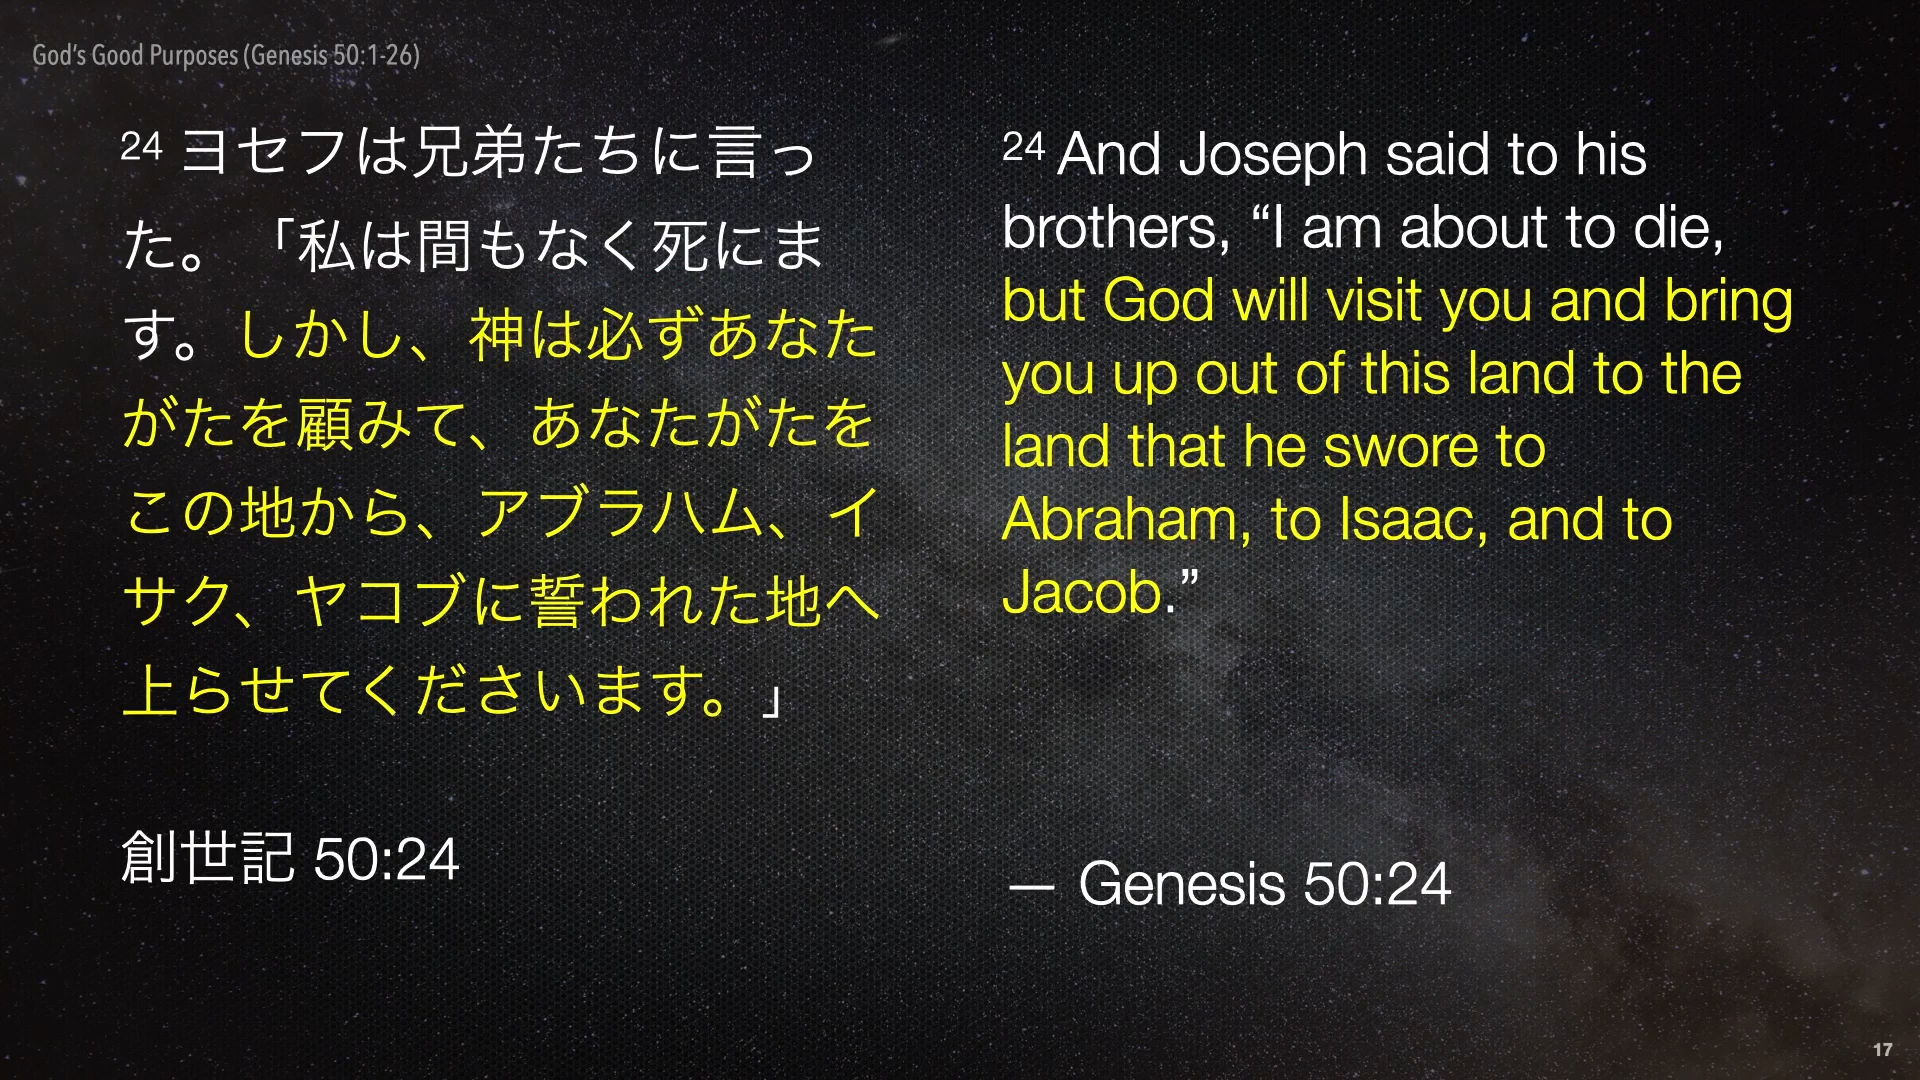 God's Good Purposes (Genesis 50:1-26)
24 ヨセフは兄弟たちに言っ
た。「私は間もなく死にま
す。しかし、神は必ずあなた
がたを顧みて、あなたがたを
この地から、アブラハム、イ
サク、ヤコブに誓われた地へ
上らせてくださいます。」
創世記 50:24
24 And Joseph said to his
brothers, “I am about to die,
but God will visit you and bring
you up out of this land to the
land that he swore to
Abraham, to Isaac, and to
Jacob.”
— Genesis 50:24
17